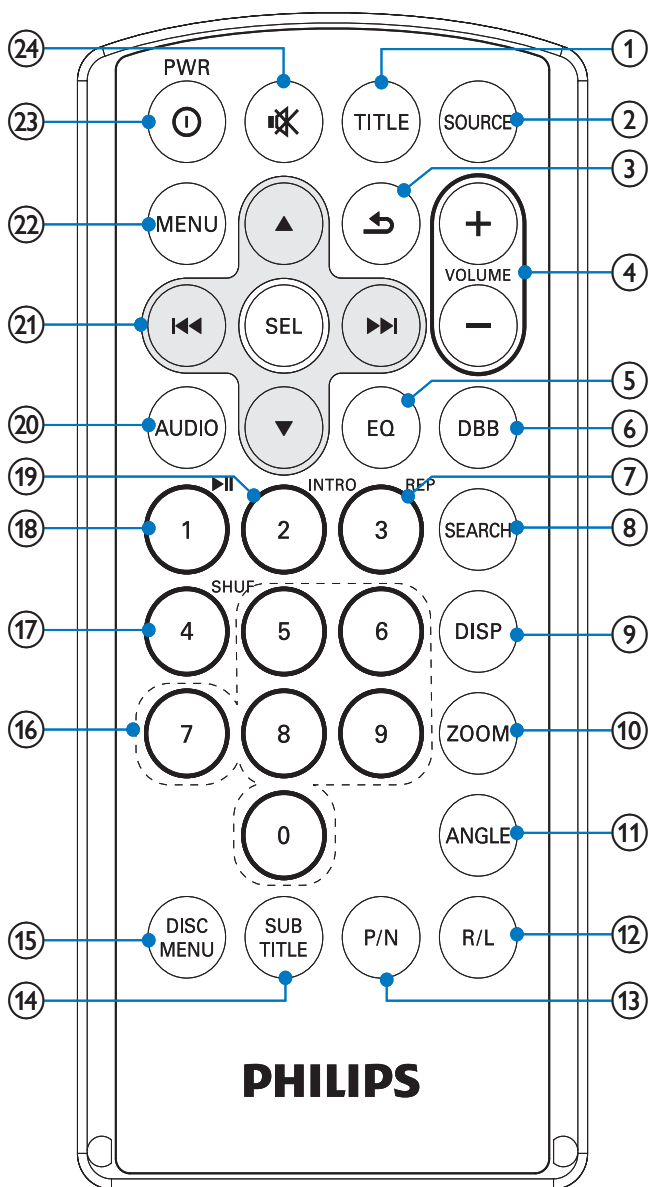 24
1
PWR
23
TITLE
SOURCE
2
3
22
MENU
+
VOLUME
4
21
SEL
−
5
20
AUDIO
EQ
DBB
6
19
INTRO
REP
7
18
1
2
3
SEARCH
8
SHUF
17
4
5
6
DISP
9
16
7
8
9
ZOOM
10
0
ANGLE
11
15
DISC
MENU
SUB
TITLE
P/N
R/L
12
14
13
PHILIPS